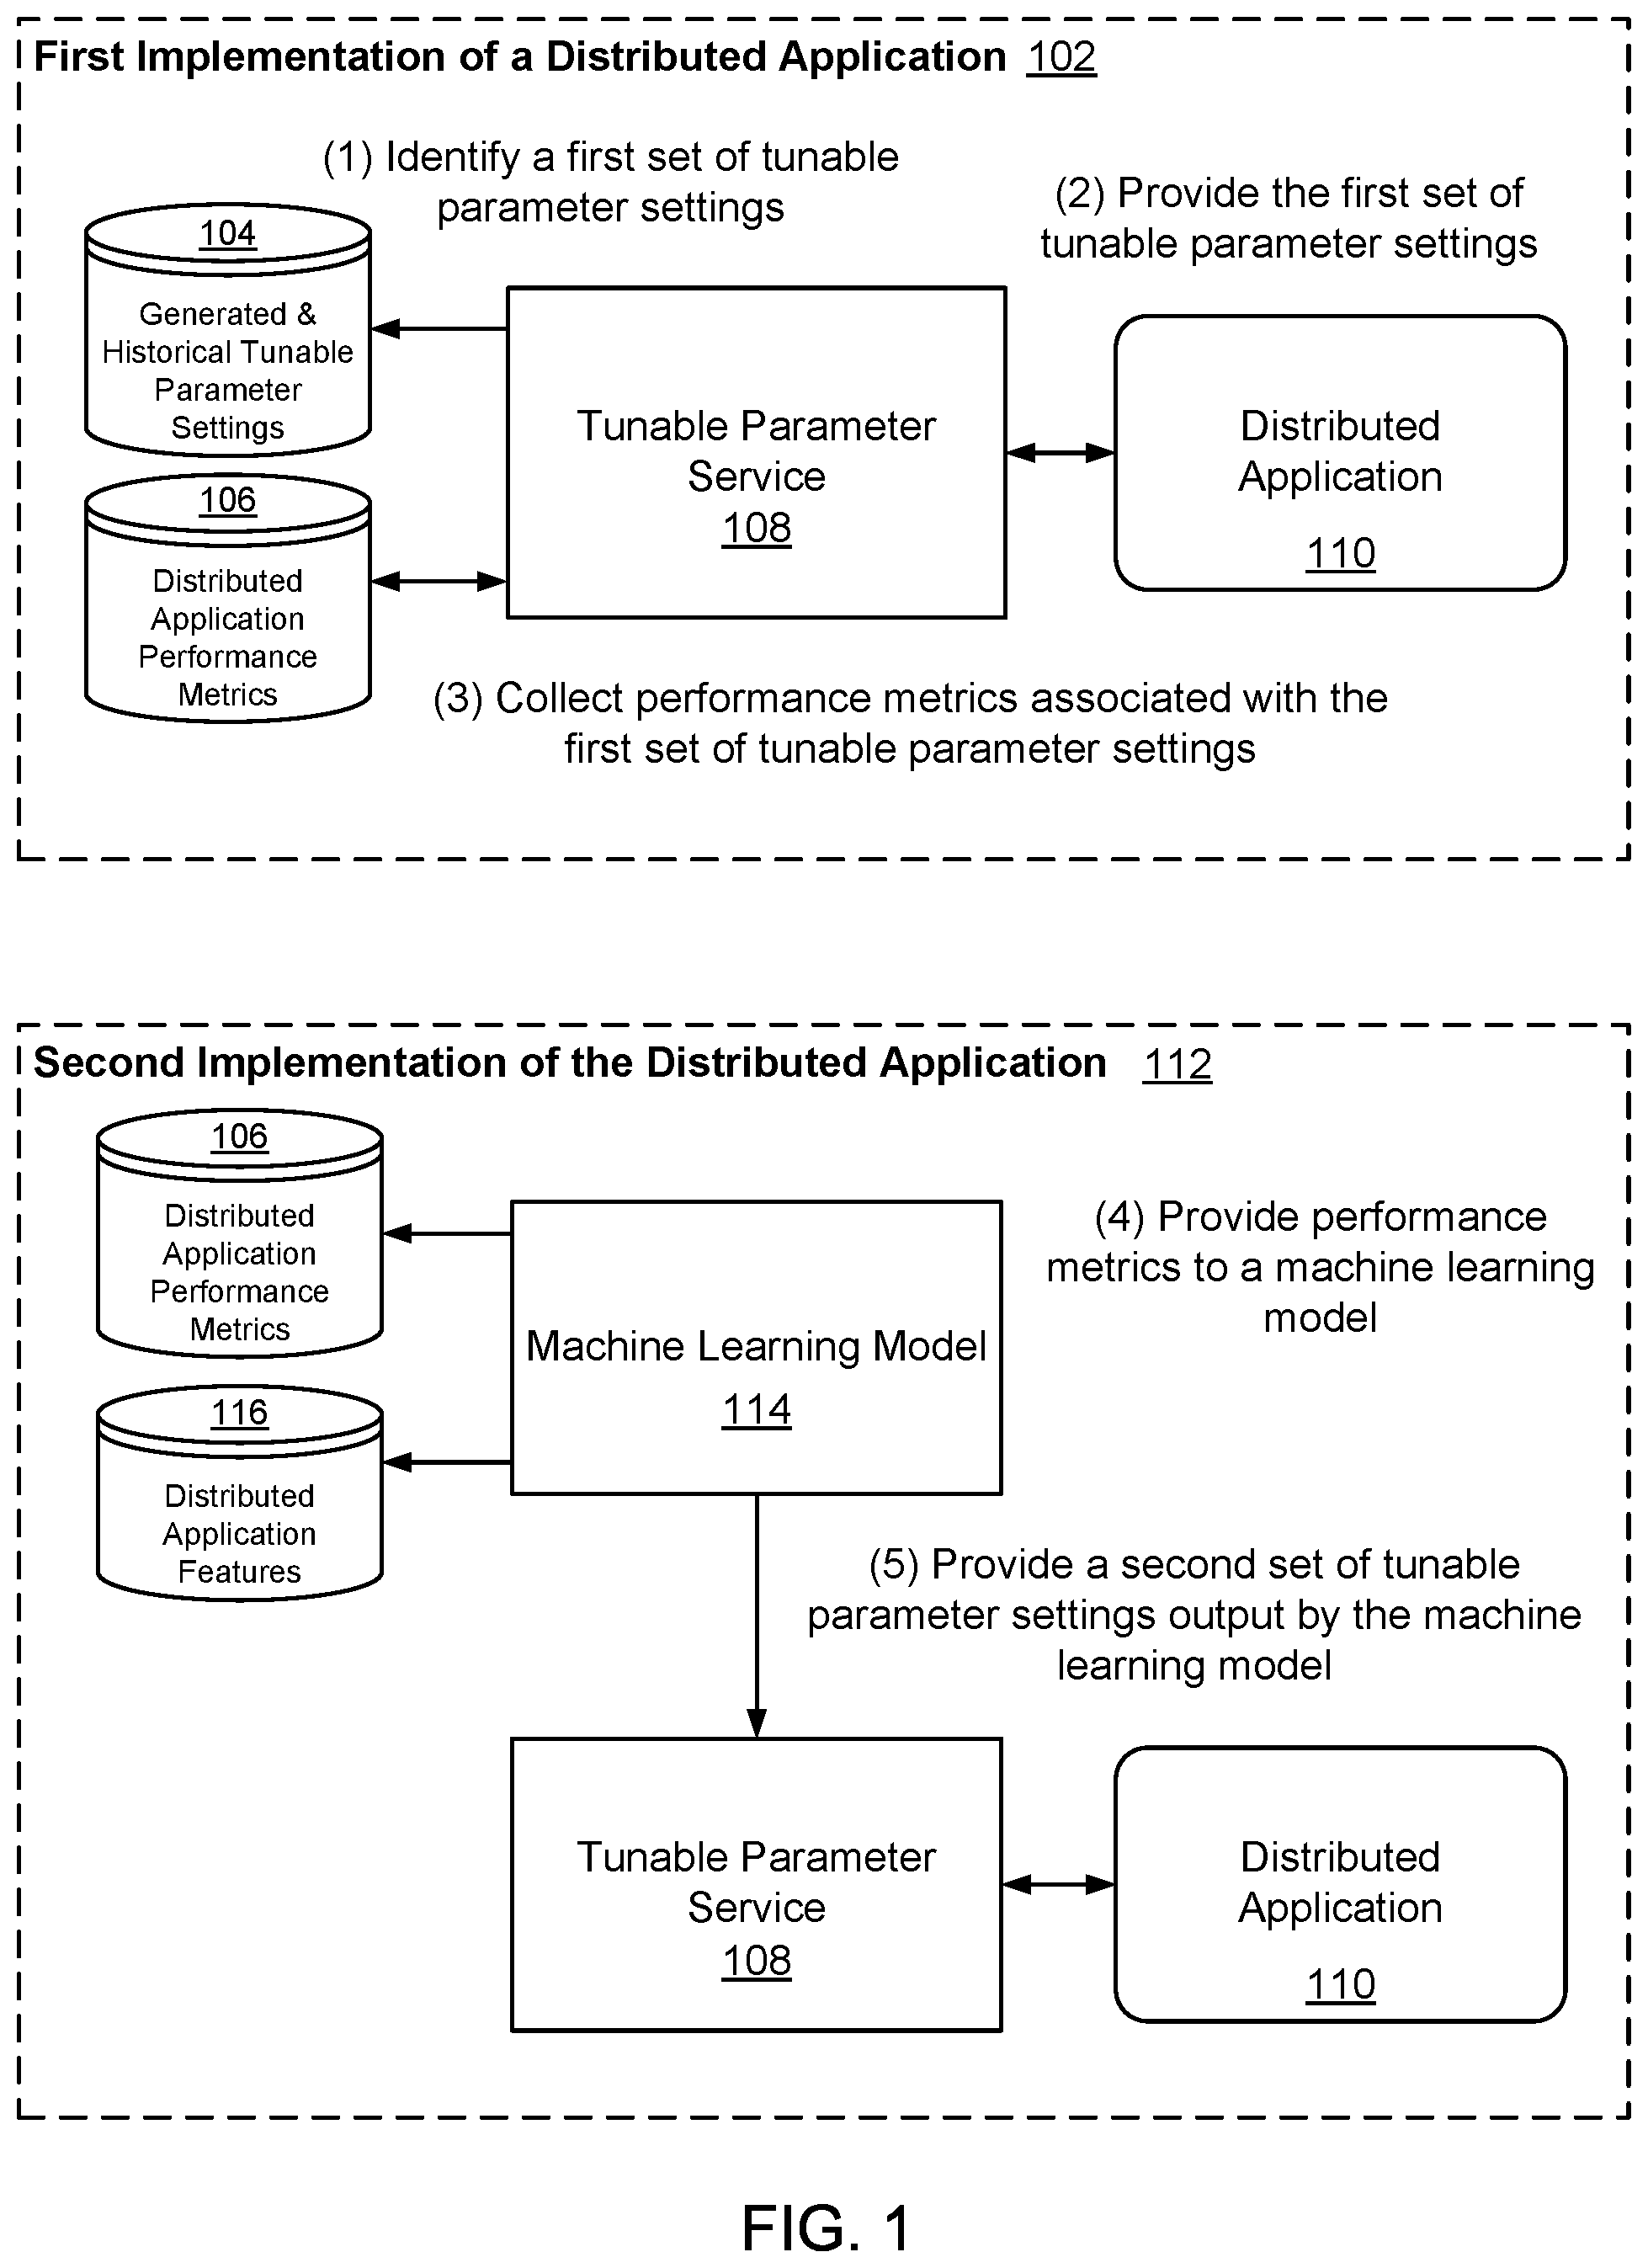 First Implementation of a Distributed Application 102
(1) Identify a first set of tunable
parameter settings
(2) Provide the first set of
tunable parameter settings
104
Generated &
Historical Tunable
Parameter
Settings
Tunable Parameter
Service
108
Distributed
Application
110
106
Distributed
Application
Performance
Metrics
(3) Collect performance metrics associated with the
first set of tunable parameter settings
Second Implementation of the Distributed Application 112
106
Distributed
Application
Performance
Metrics
Machine Learning Model
114
(4) Provide performance
metrics to a machine learning
model
116
Distributed
Application
Features
(5) Provide a second set of tunable
parameter settings output by the machine
learning model
Tunable Parameter
Service
108
Distributed
Application
110
FIG. 1